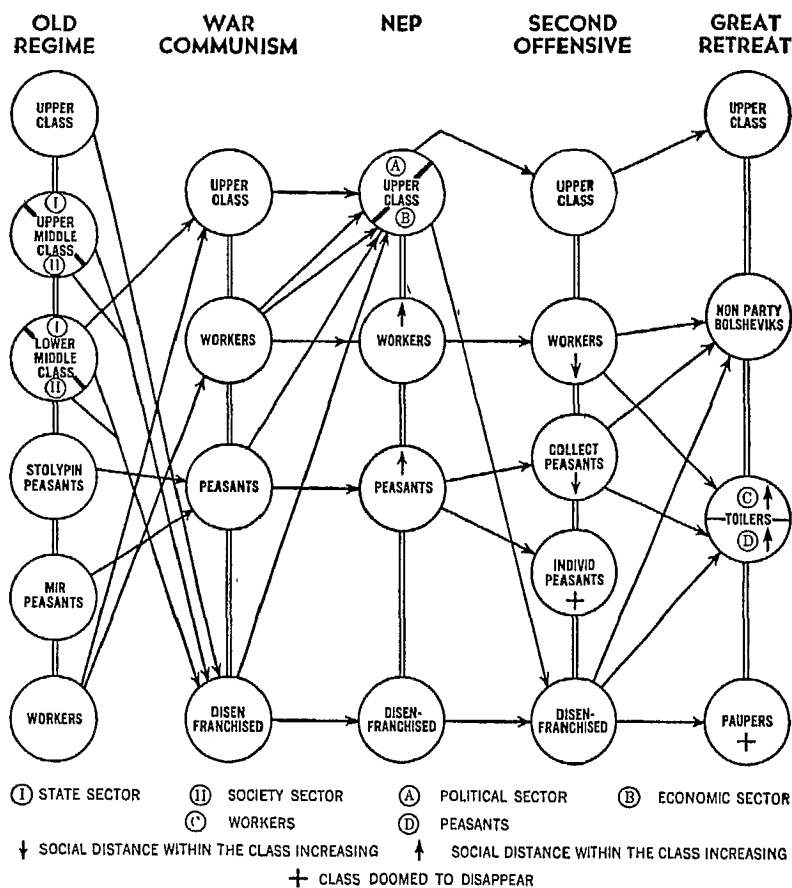 OLD
REGIME
WAR
COMMUNISM
NEP
SECOND
OFFENSIVE
GREAT
RETREAT
UPPER
CLASS
I
UPPER
MIDDLE
CLASS
II
I
LOWER
MIDDLE
CLASS
II
STOLYPIN
PEASANTS
MIR
PEASANTS
WORKERS
UPPER
CLASS
WORKERS
PEASANTS
DISEN
FRANCHISED
A
UPPER
CLASS
B
WORKERS
PEASANTS
DISEN-
FRANCHISED
UPPER
CLASS
WORKERS
COLLECT
PEASANTS
INDIVID
PEASANTS
DISEN-
FRANCHISED
UPPER
CLASS
NON PARTY
BOLSHEVIKS
C
TOILERS
D
PAUPERS
I STATE SECTOR II SOCIETY SECTOR A POLITICAL SECTOR B ECONOMIC SECTOR
C WORKERS D PEASANTS
SOCIAL DISTANCE WITHIN THE CLASS INCREASING SOCIAL DISTANCE WITHIN THE CLASS INCREASING
CLASS DOOMED TO DISAPPEAR